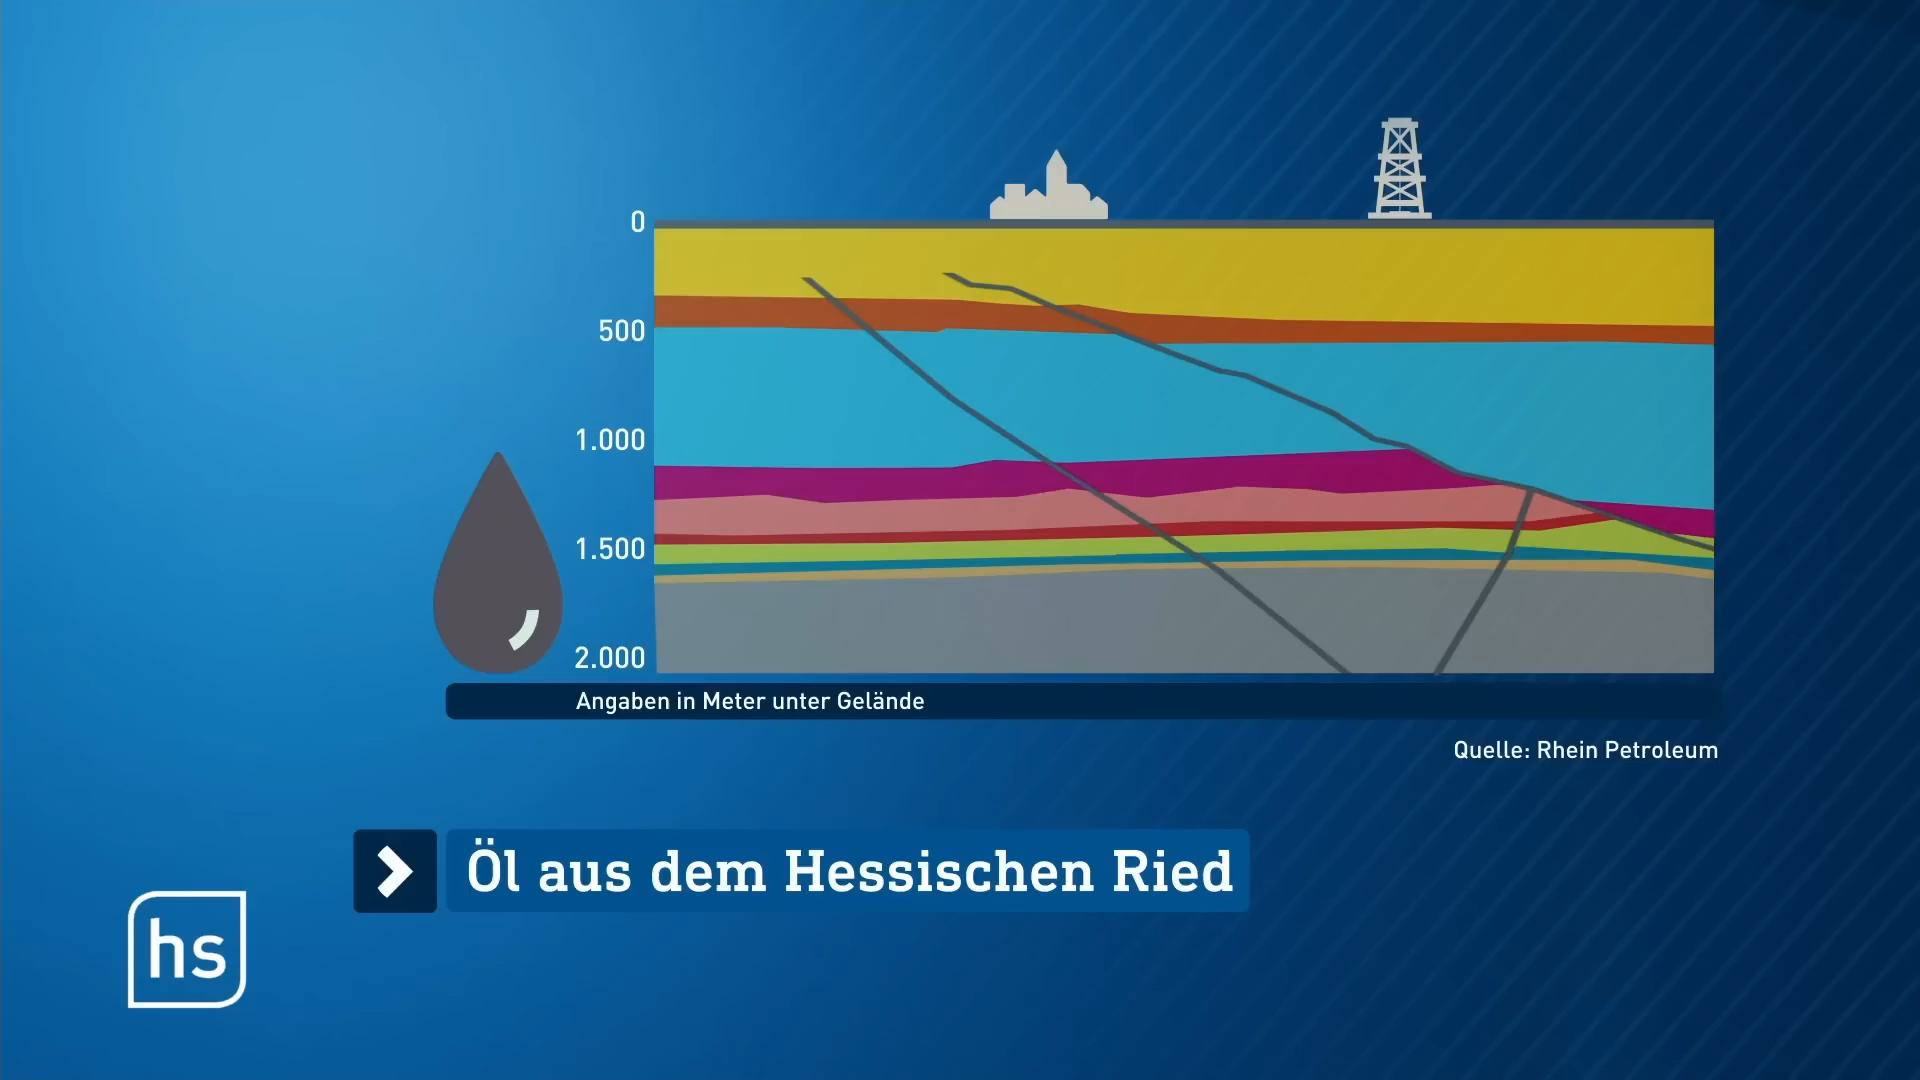 0
500
1.000
1.500
2.000
Angaben in Meter unter Gelände
Quelle: Rhein Petroleum
Öl aus dem Hessischen Ried
hs